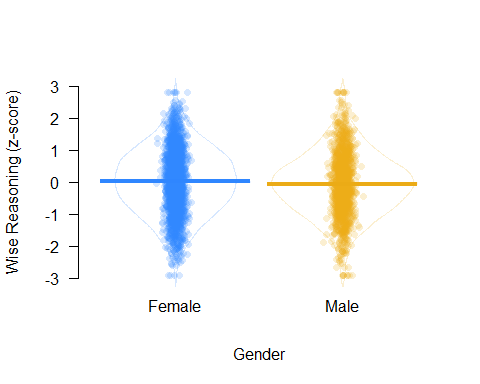 Wise Reasoning (z-score)
3
2
1
0
-1
-2
-3
Female Male
Gender